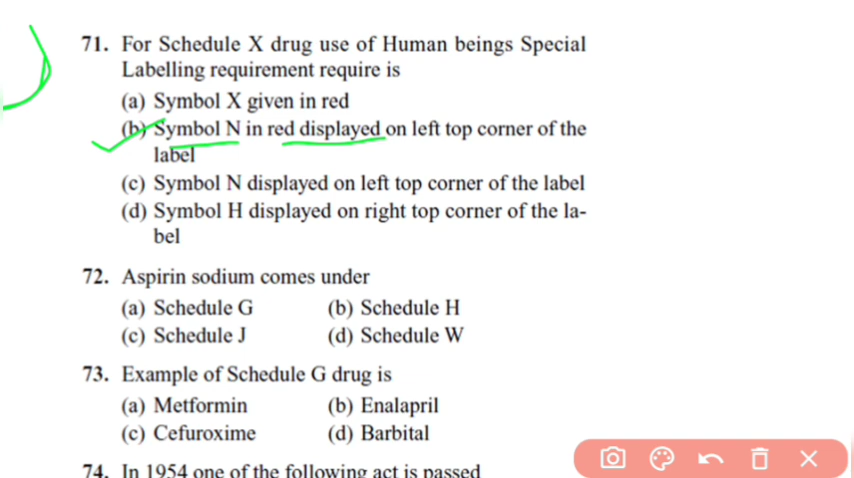 71. For Schedule X drug use of Human beings Special
Labelling requirement require is
(a) Symbol X given in red
(b) Symbol N in red displayed on left top corner of the
label
(c) Symbol N displayed on left top corner of the label
(d) Symbol H displayed on right top corner of the la-
bel
72. Aspirin sodium comes under
(a) Schedule G (b) Schedule H
(c) Schedule J (d) Schedule W
73. Example of Schedule G drug is
(a) Metformin (b) Enalapril
(c) Cefuroxime (d) Barbital
74. In 1954 one of the following act is passed